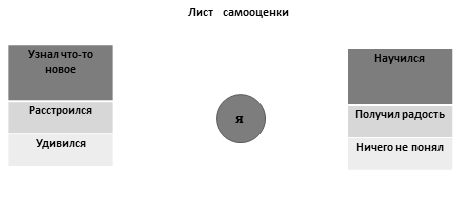 Лист самооценки
Узнал что-то
новое
Расстроился
Удивился
я
Научился
Получил радость
Ничего не понял